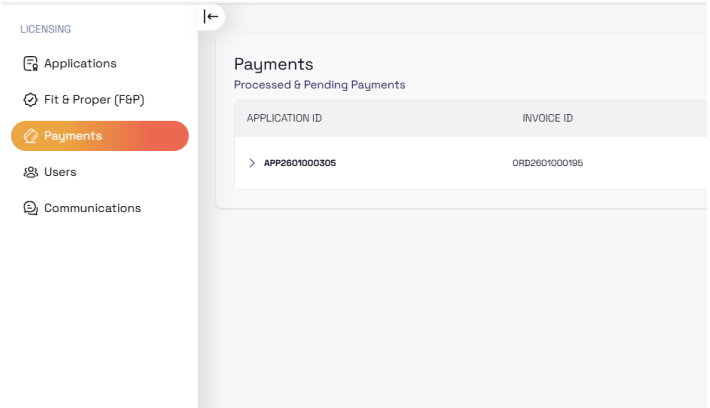 LICENSING
Applications
Fit & Proper (F&P)
Payments
Users
Communications
Payments
Processed & Pending Payments
APPLICATION ID INVOICE ID
APP2601000305 ORD2601000195